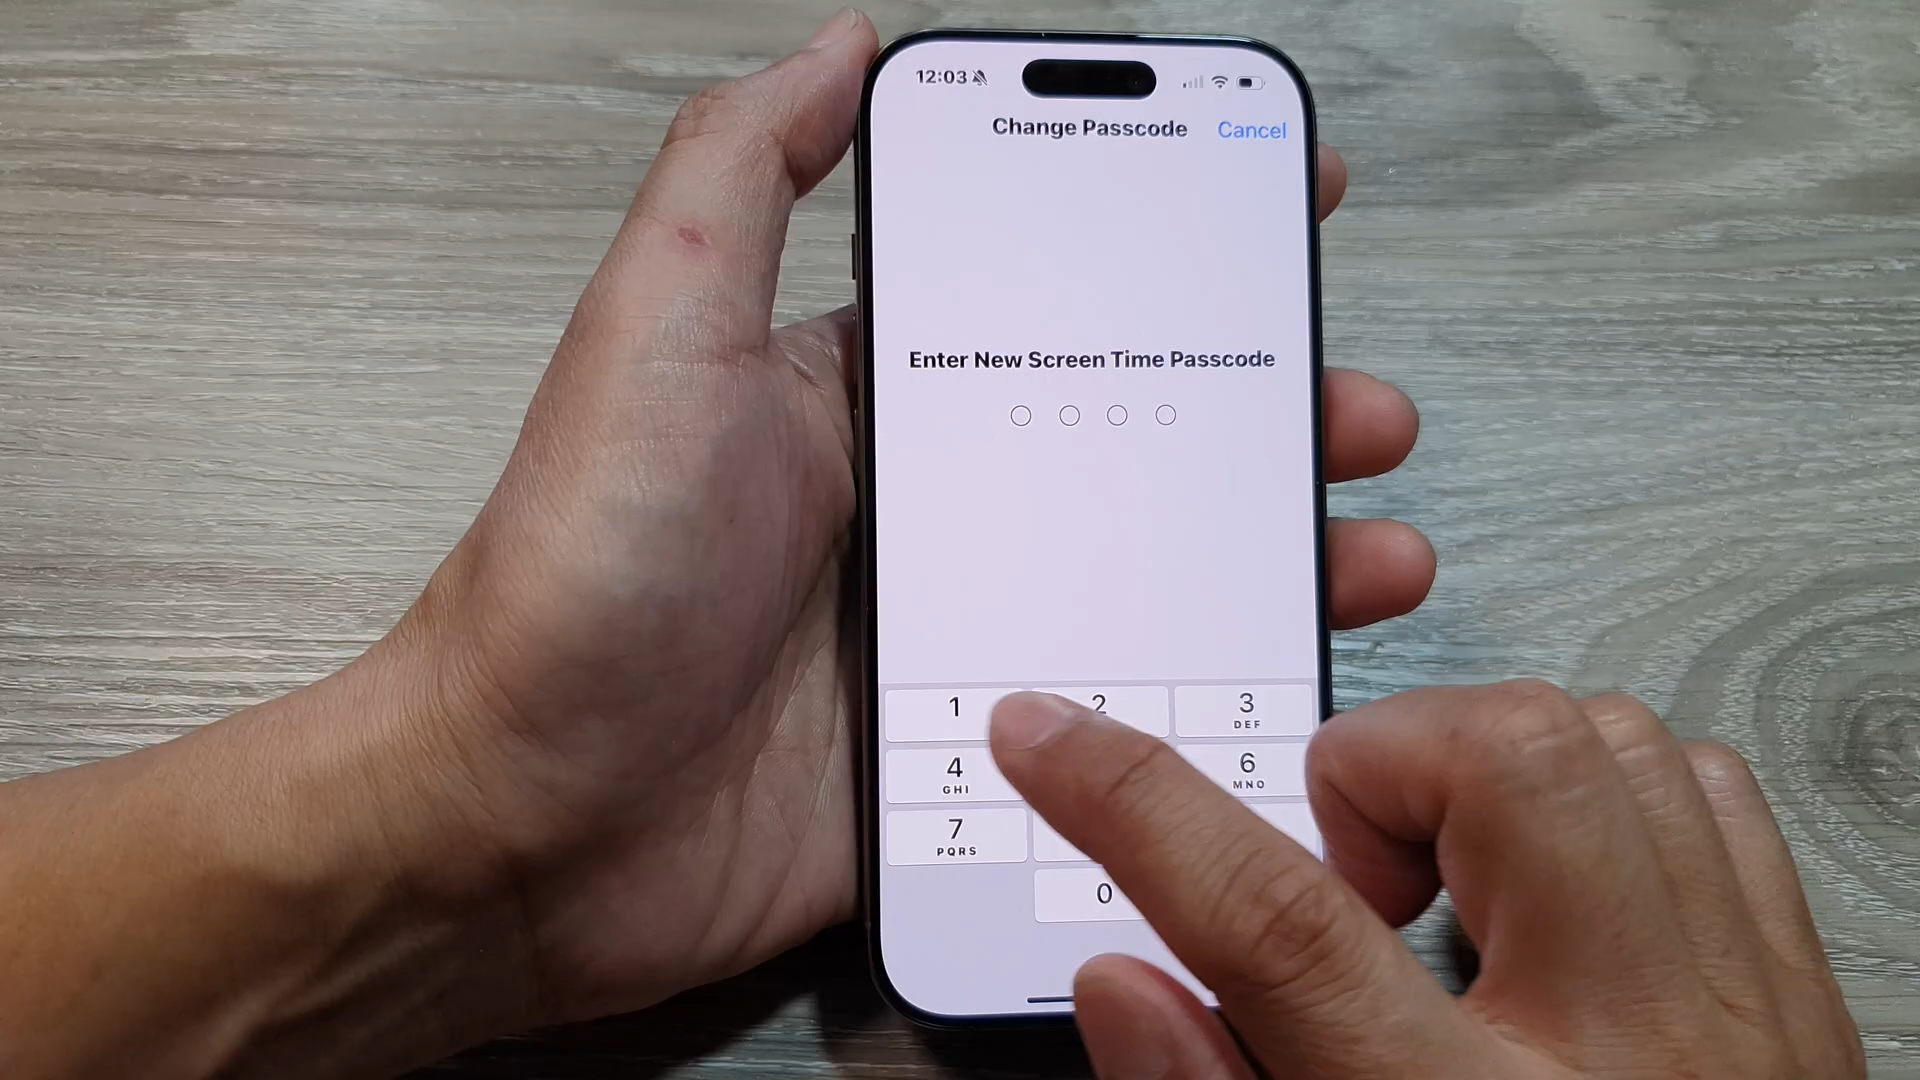 12:03
Change Passcode Cancel
Enter New Screen Time Passcode
1 2 3
DEF
4 6
GHI MNO
7
PQRS
0